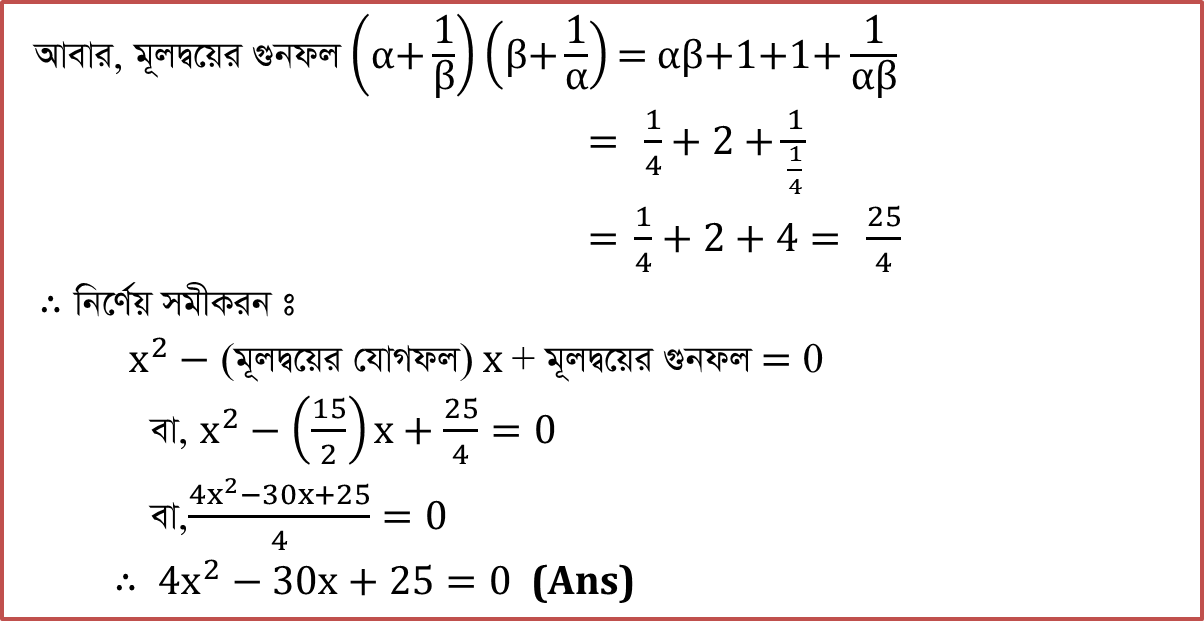 আবার, মূলদ্বয়ের গুনফল (α+1/β) (β+1/α) = αβ+1+1+1/αβ
= 1/4 + 2 + 1/(1/4)
= 1/4 + 2 + 4 = 25/4
∴ নির্ণেয় সমীকরন ঃ
x² − (মূলদ্বয়ের যোগফল) x + মূলদ্বয়ের গুনফল = 0
বা, x² − (15/2) x + 25/4 = 0
বা, (4x²−30x+25)/4 = 0
∴ 4x² − 30x + 25 = 0 (Ans)